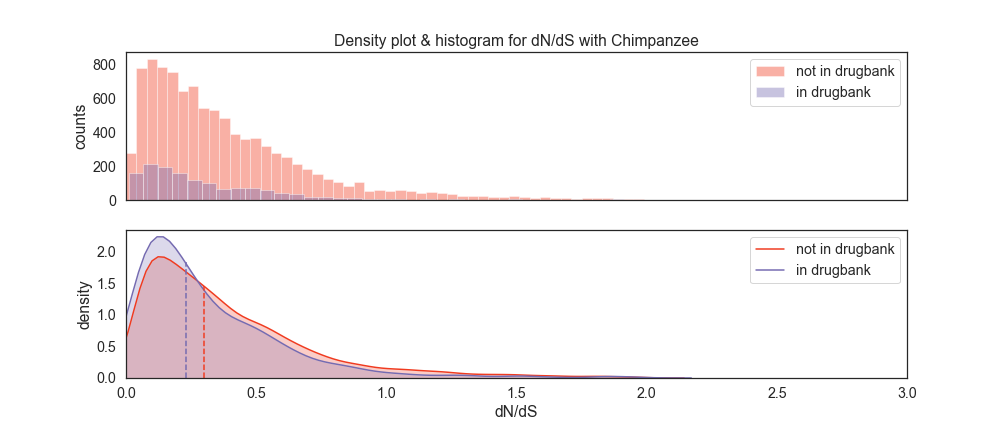 Density plot & histogram for dN/dS with Chimpanzee
800
600
400
200
0
counts
not in drugbank
in drugbank
2.0
1.5
1.0
0.5
0.0
density
not in drugbank
in drugbank
0.0 0.5 1.0 1.5 2.0 2.5 3.0
dN/dS